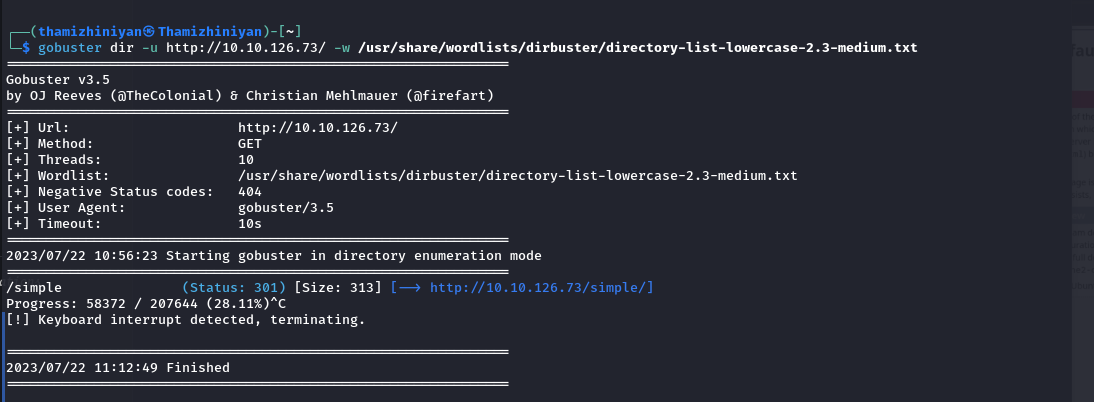 ┌──(thamizhiniyan㉿Thamizhiniyan)-[~]
└─$ gobuster dir -u http://10.10.126.73/ -w /usr/share/wordlists/dirbuster/directory-list-lowercase-2.3-medium.txt
===============================================================
Gobuster v3.5
by OJ Reeves (@TheColonial) & Christian Mehlmauer (@firefart)
===============================================================
[+] Url:                     http://10.10.126.73/
[+] Method:                  GET
[+] Threads:                 10
[+] Wordlist:                /usr/share/wordlists/dirbuster/directory-list-lowercase-2.3-medium.txt
[+] Negative Status codes:   404
[+] User Agent:              gobuster/3.5
[+] Timeout:                 10s
===============================================================
2023/07/22 10:56:23 Starting gobuster in directory enumeration mode
===============================================================
/simple               (Status: 301) [Size: 313] [--> http://10.10.126.73/simple/]
Progress: 58372 / 207644 (28.11%)^C
[!] Keyboard interrupt detected, terminating.
===============================================================
2023/07/22 11:12:49 Finished
===============================================================